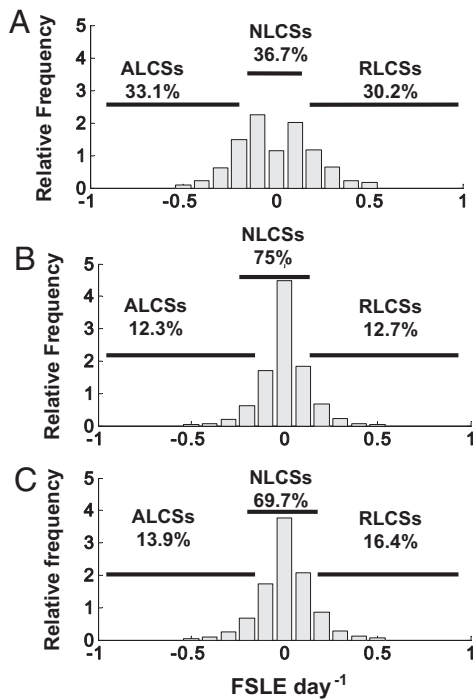 A
Relative Frequency
5
4
3
2
1
0
NLCSs
36.7%
ALCSs
33.1%
RLCSs
30.2%
-1
-0.5
0
0.5
1
B
Relative Frequency
5
4
3
2
1
0
NLCSs
75%
ALCSs
12.3%
RLCSs
12.7%
-1
-0.5
0
0.5
1
C
Relative frequency
5
4
3
2
1
0
NLCSs
69.7%
ALCSs
13.9%
RLCSs
16.4%
-1
-0.5
0
0.5
1
FSLE day⁻¹